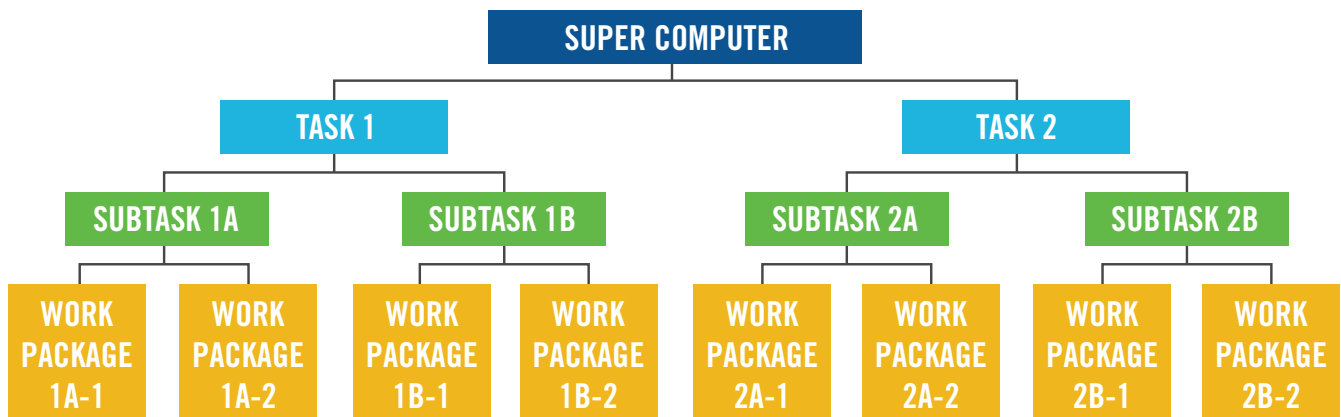 SUPER COMPUTER
TASK 1
TASK 2
SUBTASK 1A
SUBTASK 1B
SUBTASK 2A
SUBTASK 2B
WORK
PACKAGE
1A-1
WORK
PACKAGE
1A-2
WORK
PACKAGE
1B-1
WORK
PACKAGE
1B-2
WORK
PACKAGE
2A-1
WORK
PACKAGE
2A-2
WORK
PACKAGE
2B-1
WORK
PACKAGE
2B-2